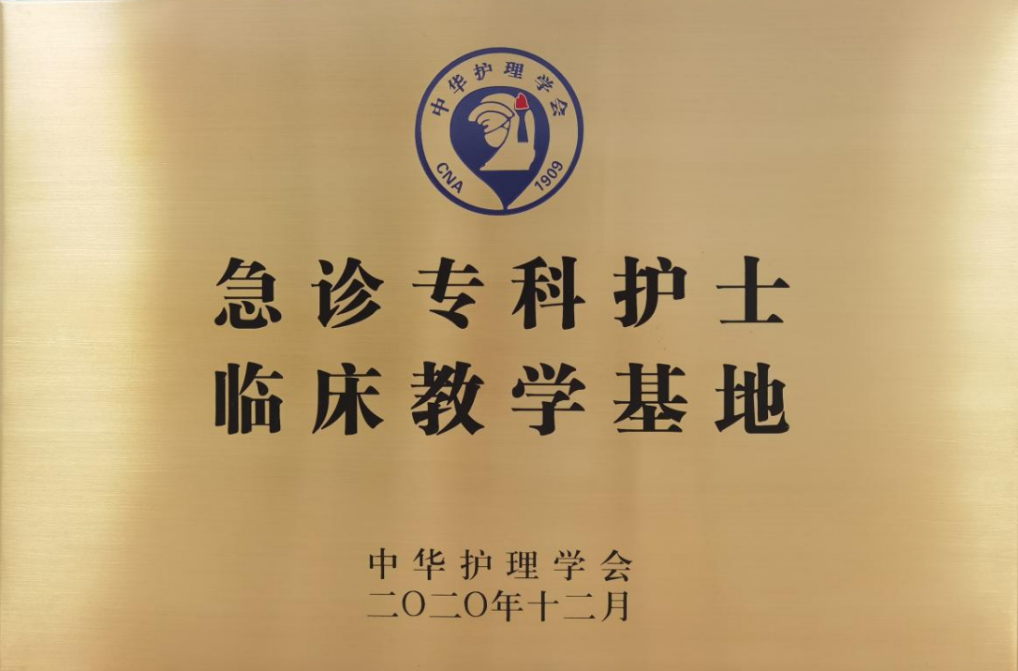 中华护理学会
CNA 1909
急诊专科护士
临床教学基地
中华护理学会
二〇二〇年十二月